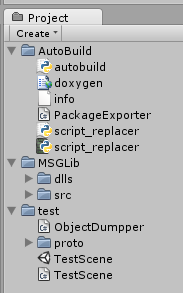 Project
Create
AutoBuild
autobuild
doxygen
info
PackageExporter
script_replacer
script_replacer
MSGLib
dlls
src
test
ObjectDumpper
proto
TestScene
TestScene